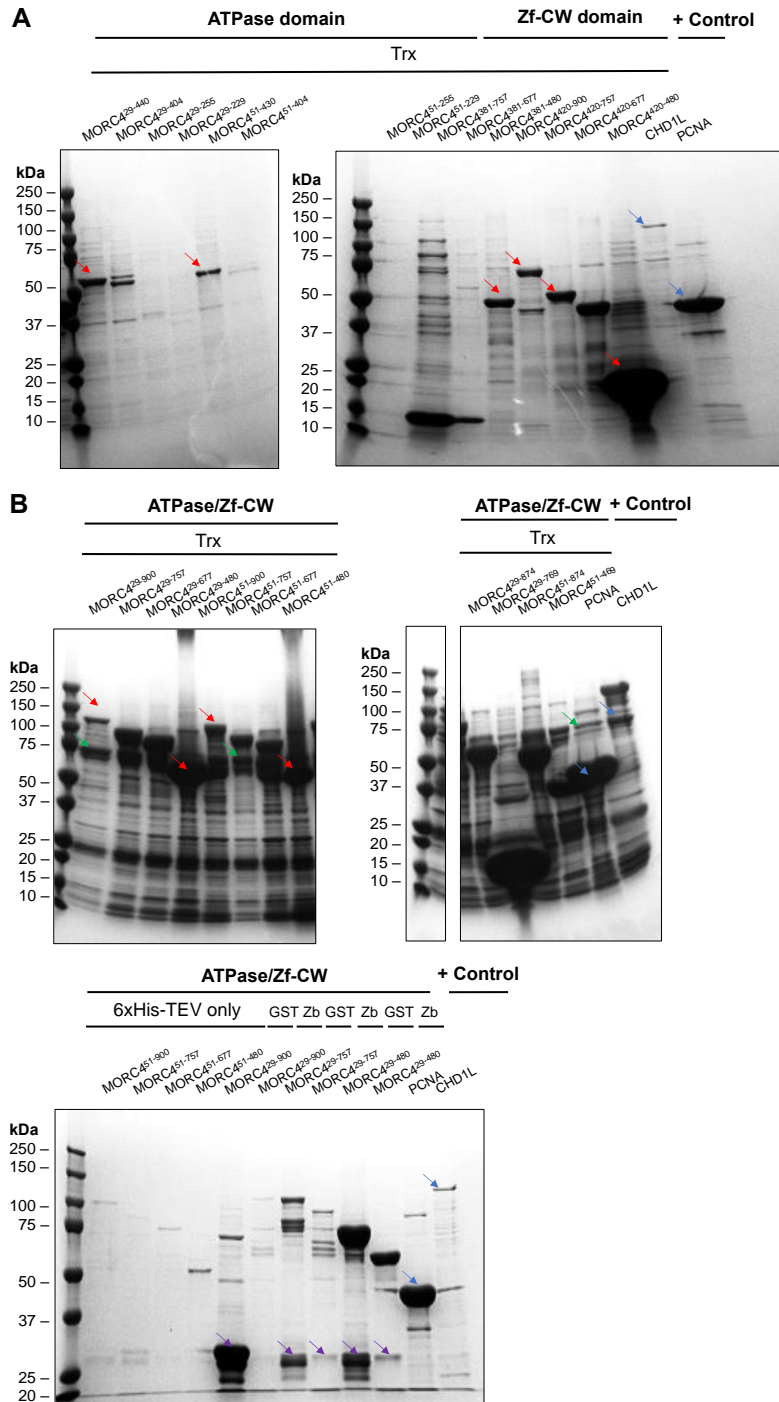 A
ATPase domain Zf-CW domain + Control
Trx
MORC4²⁹⁻⁴⁴⁰ MORC4²⁹⁻⁴⁰⁴ MORC4²⁹⁻²⁵⁵ MORC4²⁹⁻²²⁹ MORC4⁵¹⁻⁴³⁰ MORC4⁵¹⁻⁴⁰⁴
MORC4⁵¹⁻²⁵⁵ MORC4⁵¹⁻²²⁹ MORC4³⁸¹⁻⁷⁵⁷ MORC4³⁸¹⁻⁶⁷⁷ MORC4³⁸¹⁻⁴⁸⁰ MORC4⁴²⁰⁻⁹⁰⁰ MORC4⁴²⁰⁻⁷⁵⁷ MORC4⁴²⁰⁻⁶⁷⁷ MORC4⁴²⁰⁻⁴⁸⁰ CHD1L PCNA
kDa
250 –
150 –
100 –
75 –
50 –
37 –
25 –
20 –
15 –
10 –
kDa
250 –
150 –
100 –
75 –
50 –
37 –
25 –
20 –
15 –
10 –
B
ATPase/Zf-CW
Trx
MORC4²⁹⁻⁹⁰⁰ MORC4²⁹⁻⁷⁵⁷ MORC4²⁹⁻⁶⁷⁷ MORC4²⁹⁻⁴⁸⁰ MORC4⁵¹⁻⁹⁰⁰ MORC4⁵¹⁻⁷⁵⁷ MORC4⁵¹⁻⁶⁷⁷ MORC4⁵¹⁻⁴⁸⁰
kDa
250 –
150 –
100 –
75 –
50 –
37 –
25 –
20 –
15 –
10 –
ATPase/Zf-CW + Control
Trx
MORC4²⁹⁻⁸⁷⁴ MORC4²⁹⁻⁷⁶⁹ MORC4⁵¹⁻⁸⁷⁴ MORC4⁵¹⁻⁴⁶⁹ PCNA CHD1L
kDa
250 –
150 –
100 –
75 –
50 –
37 –
25 –
20 –
15 –
10 –
ATPase/Zf-CW + Control
6xHis-TEV only GST Zb GST Zb GST Zb
MORC4⁵¹⁻⁹⁰⁰ MORC4⁵¹⁻⁷⁵⁷ MORC4⁵¹⁻⁶⁷⁷ MORC4⁵¹⁻⁴⁸⁰ MORC4²⁹⁻⁹⁰⁰ MORC4²⁹⁻⁹⁰⁰ MORC4²⁹⁻⁷⁵⁷ MORC4²⁹⁻⁷⁵⁷ MORC4²⁹⁻⁴⁸⁰ MORC4²⁹⁻⁴⁸⁰ PCNA CHD1L
kDa
250 –
150 –
100 –
75 –
50 –
37 –
25 –
20 –